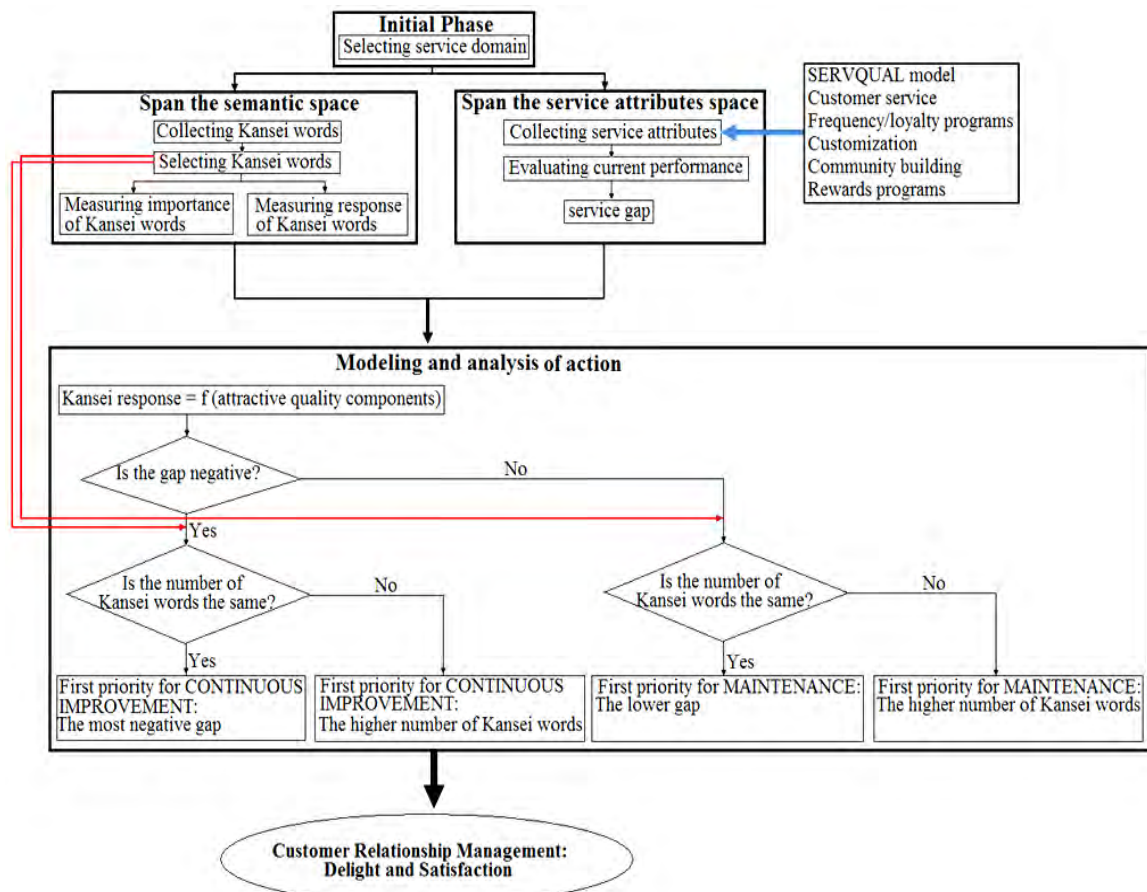 Initial Phase
Selecting service domain
Span the semantic space
Collecting Kansei words
Selecting Kansei words
Measuring importance
of Kansei words
Measuring response
of Kansei words
Span the service attributes space
Collecting service attributes
Evaluating current performance
service gap
SERVQUAL model
Customer service
Frequency/loyalty programs
Customization
Community building
Rewards programs
Modeling and analysis of action
Kansei response = f (attractive quality components)
Is the gap negative?
No
Yes
Is the number of
Kansei words the same?
No
Yes
Is the number of
Kansei words the same?
No
Yes
First priority for CONTINUOUS
IMPROVEMENT:
The most negative gap
First priority for CONTINUOUS
IMPROVEMENT:
The higher number of Kansei words
First priority for MAINTENANCE:
The lower gap
First priority for MAINTENANCE:
The higher number of Kansei words
Customer Relationship Management:
Delight and Satisfaction